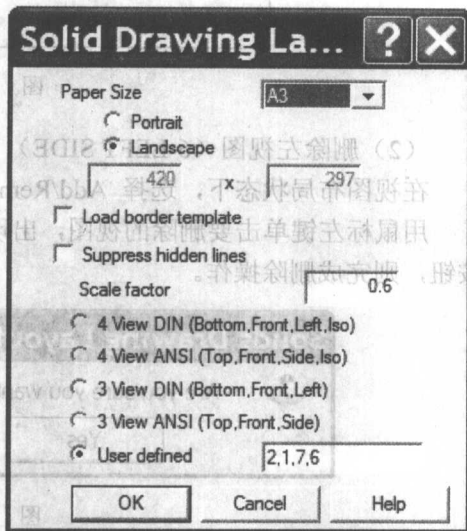 Solid Drawing La... ? X
Paper Size A3
Portrait
Landscape
420 x 297
Load border template
Suppress hidden lines
Scale factor 0.6
4 View DIN (Bottom,Front,Left,Iso)
4 View ANSI (Top,Front,Side,Iso)
3 View DIN (Bottom,Front,Left)
3 View ANSI (Top,Front,Side)
User defined 2,1,7,6
OK Cancel Help